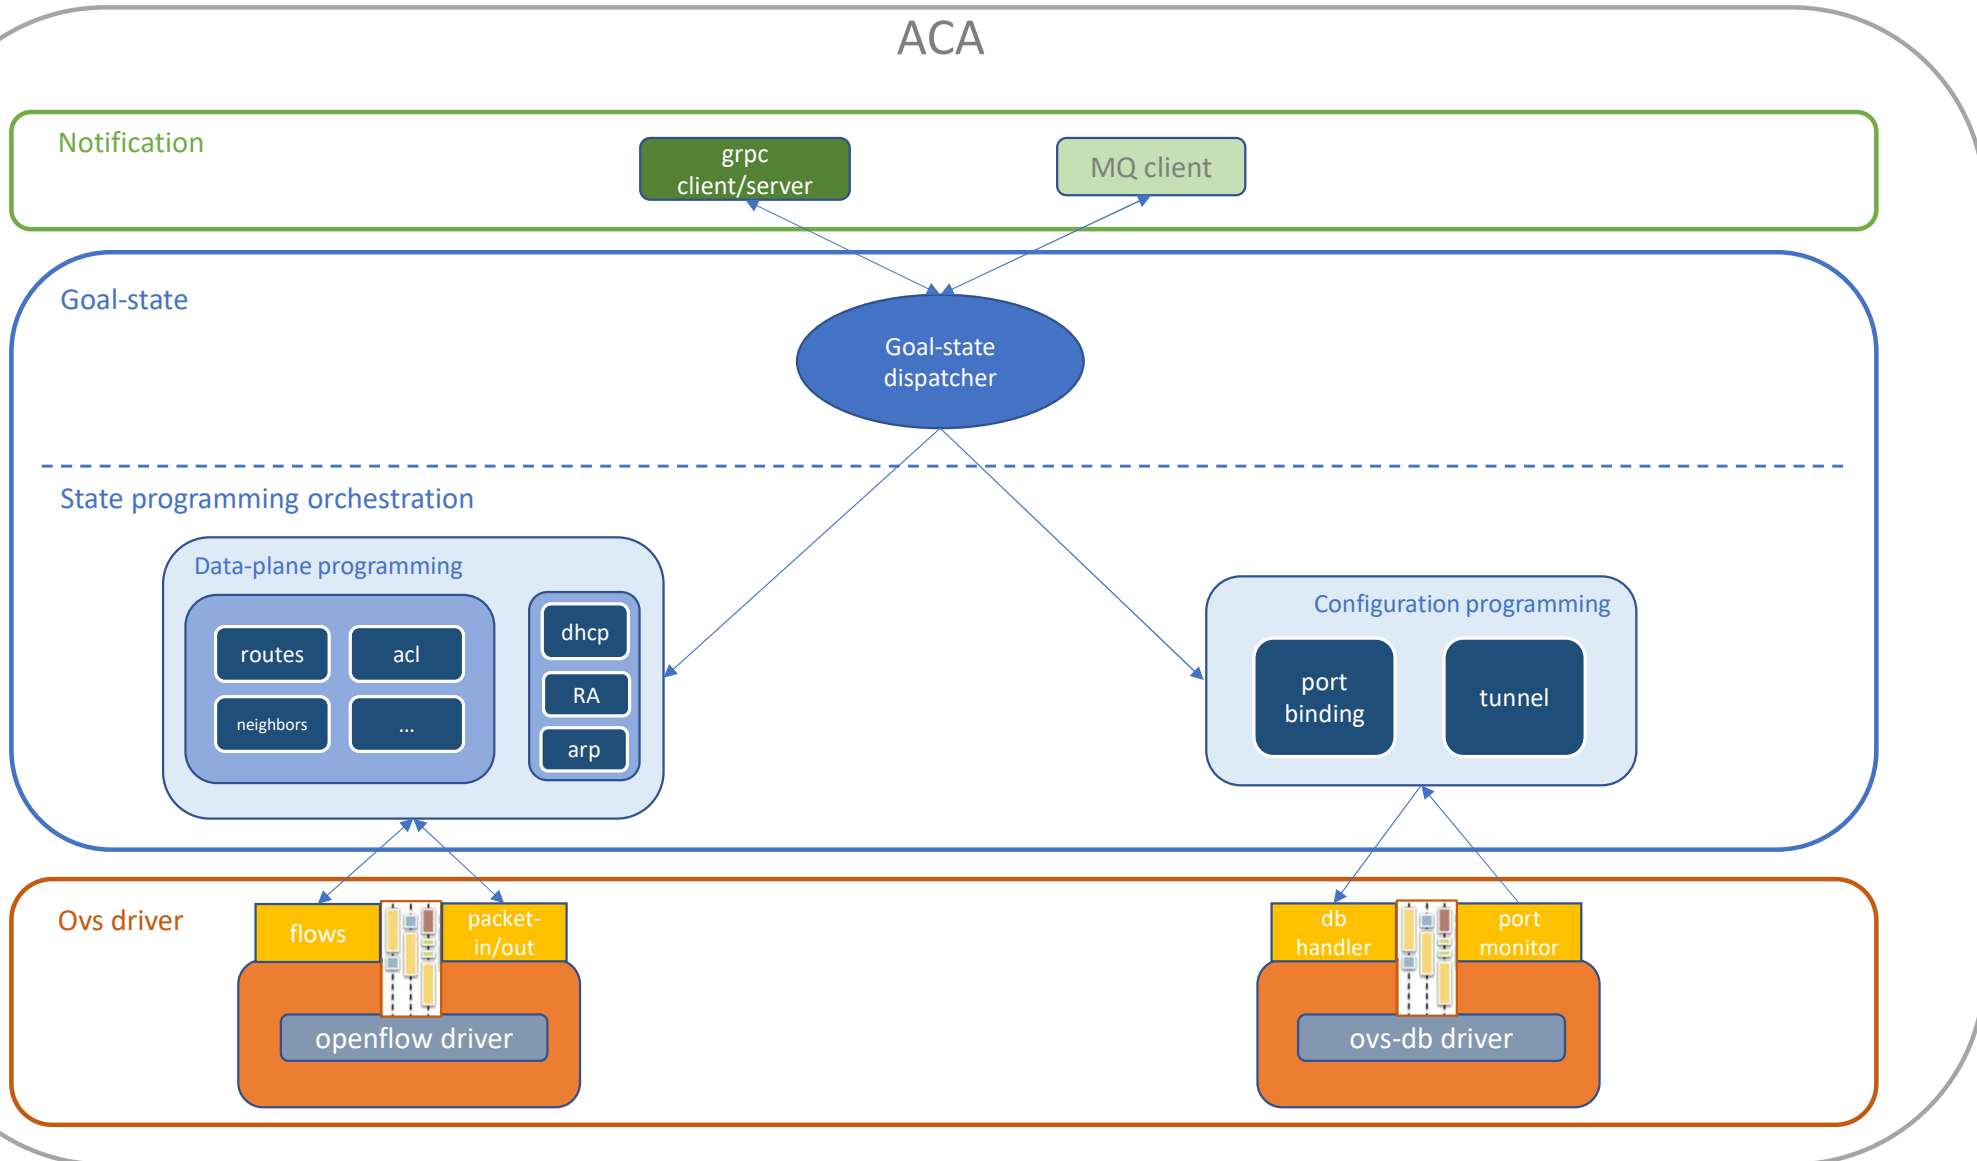 ACA
Notification
grpc
client/server
MQ client
Goal-state
Goal-state
dispatcher
State programming orchestration
Data-plane programming
routes
acl
neighbors
...
dhcp
RA
arp
Configuration programming
port
binding
tunnel
Ovs driver
flows
packet-
in/out
openflow driver
db
handler
port
monitor
ovs-db driver